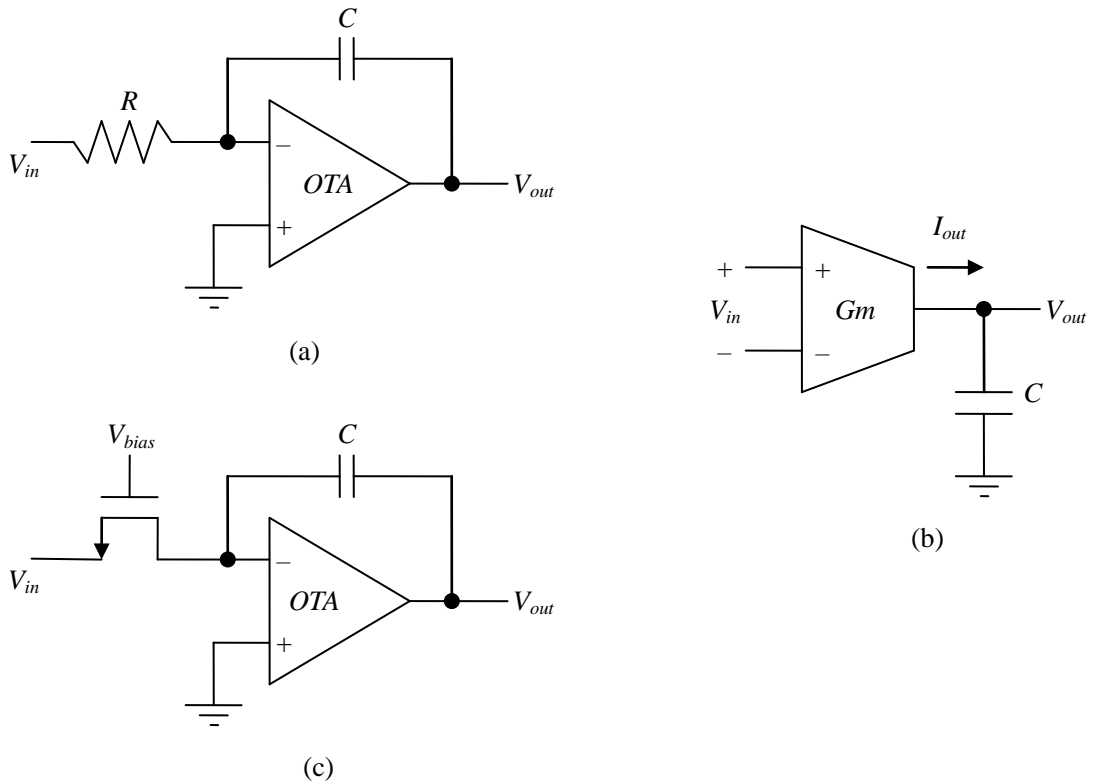 C
R
V_in
−
OTA
+
V_out
(a)
I_out
+
+
V_in
Gm
V_out
−
−
C
(b)
V_bias
C
V_in
−
OTA
+
V_out
(c)